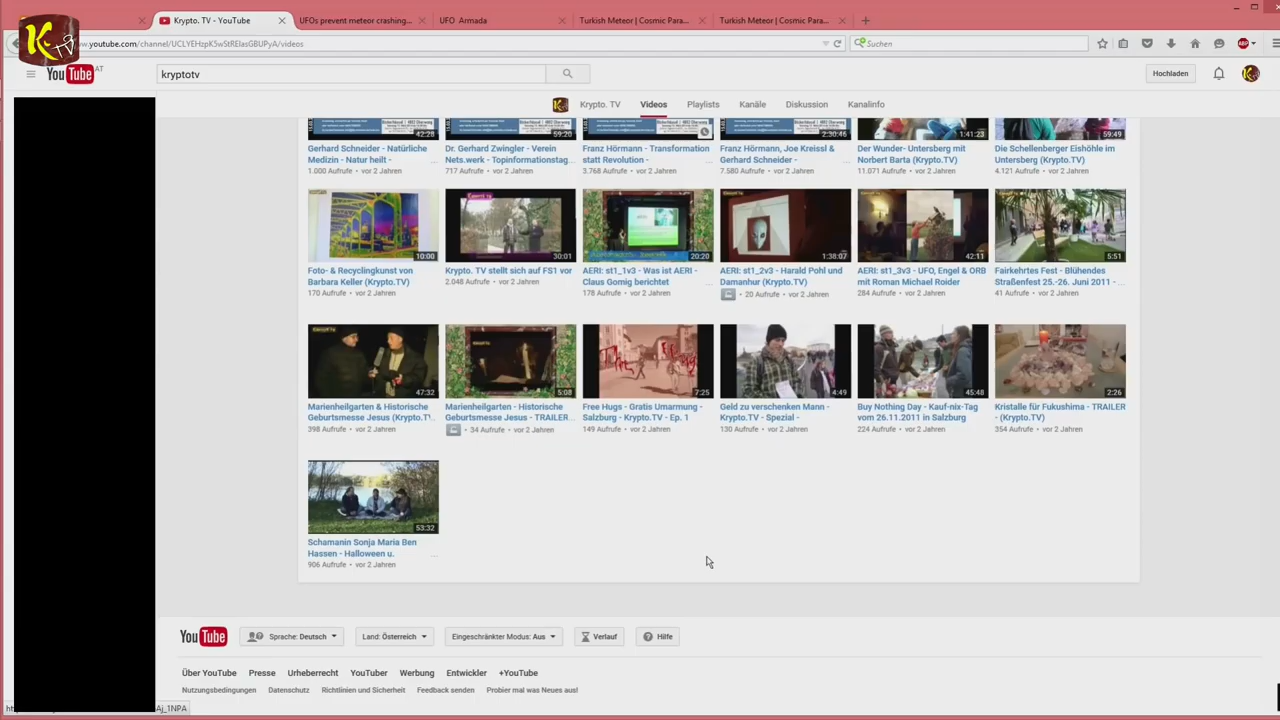 Krypto. TV - YouTube
UFOs prevent meteor crashing...
UFO Armada
Turkish Meteor | Cosmic Para...
Turkish Meteor | Cosmic Para...
.youtube.com/channel/UCLYEHzpK5wStRElasGBUPyA/videos
Suchen
ABP
YouTube AT
kryptotv
Hochladen
Krypto. TV
Videos
Playlists
Kanäle
Diskussion
Kanalinfo
42:28
59:20
2:30:46
1:41:23
59:49
Gerhard Schneider - Natürliche
Medizin - Natur heilt - ...
1.000 Aufrufe • vor 2 Jahren
Dr. Gerhard Zwingler - Verein
Nets.werk - Topinformationstag...
717 Aufrufe • vor 2 Jahren
Franz Hörmann - Transformation
statt Revolution - ...
3.768 Aufrufe • vor 2 Jahren
Franz Hörmann, Joe Kreissl &
Gerhard Schneider - ...
7.580 Aufrufe • vor 2 Jahren
Der Wunder- Untersberg mit
Norbert Barta (Krypto.TV)
11.071 Aufrufe • vor 2 Jahren
Die Schellenberger Eishöhle im
Untersberg (Krypto.TV)
4.121 Aufrufe • vor 2 Jahren
10:00
30:01
20:20
1:38:07
42:11
5:51
Foto- & Recyclingkunst von
Barbara Keller (Krypto.TV)
170 Aufrufe • vor 2 Jahren
Krypto. TV stellt sich auf FS1 vor
2.048 Aufrufe • vor 2 Jahren
AERI: st1_1v3 - Was ist AERI -
Claus Gomig berichtet ...
178 Aufrufe • vor 2 Jahren
AERI: st1_2v3 - Harald Pohl und
Damanhur (Krypto.TV)
• 20 Aufrufe • vor 2 Jahren
AERI: st1_3v3 - UFO, Engel & ORB
mit Roman Michael Roider
284 Aufrufe • vor 2 Jahren
Fairkehrtes Fest - Blühendes
Straßenfest 25.-26. Juni 2011 - ...
41 Aufrufe • vor 2 Jahren
47:32
5:08
7:25
4:49
45:48
2:26
Marienheilgarten & Historische
Geburtsmesse Jesus (Krypto.T\...
398 Aufrufe • vor 2 Jahren
Marienheilgarten - Historische
Geburtsmesse Jesus - TRAILER...
• 34 Aufrufe • vor 2 Jahren
Free Hugs - Gratis Umarmung -
Salzburg - Krypto.TV - Ep. 1
149 Aufrufe • vor 2 Jahren
Geld zu verschenken Mann -
Krypto.TV - Spezial -
130 Aufrufe • vor 2 Jahren
Buy Nothing Day - Kauf-nix-Tag
vom 26.11.2011 in Salzburg
224 Aufrufe • vor 2 Jahren
Kristalle für Fukushima - TRAILER
- (Krypto.TV)
354 Aufrufe • vor 2 Jahren
53:32
Schamanin Sonja Maria Ben
Hassen - Halloween u. ...
906 Aufrufe • vor 2 Jahren
YouTube
Sprache: Deutsch
Land: Österreich
Eingeschränkter Modus: Aus
Verlauf
Hilfe
Über YouTube
Presse
Urheberrecht
YouTuber
Werbung
Entwickler
+YouTube
Nutzungsbedingungen
Datenschutz
Richtlinien und Sicherheit
Feedback senden
Probier mal was Neues aus!
Aj_1NPA